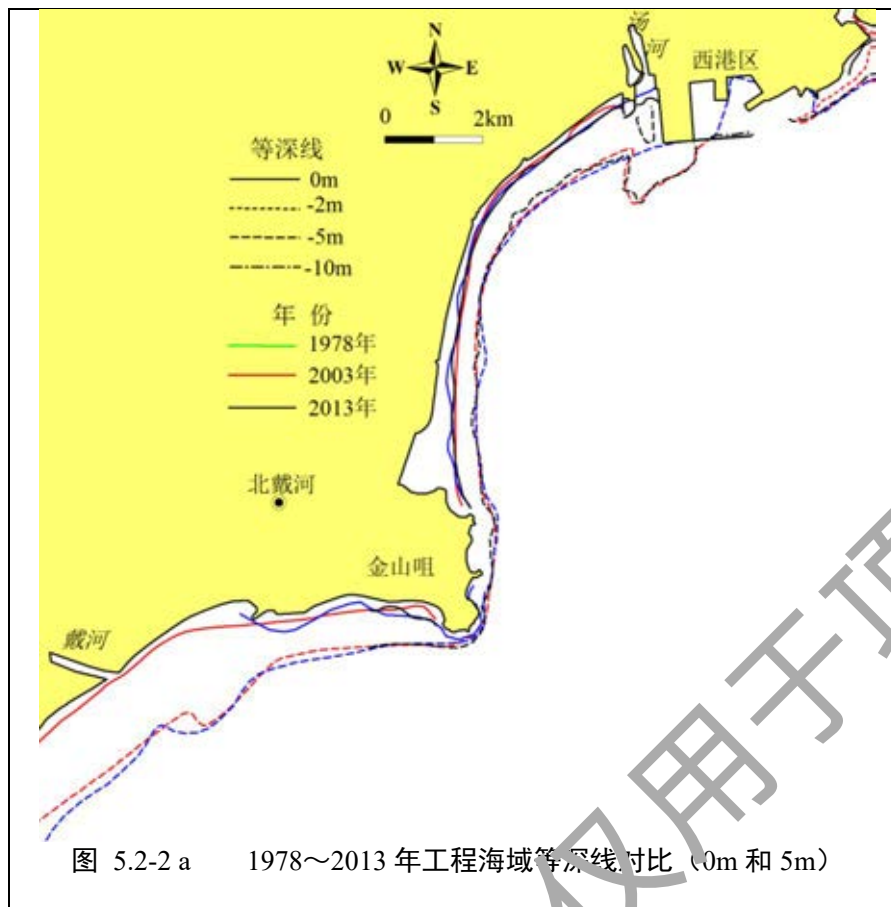 汤河
N
西港区
W E
S
0 2km
等深线
0m
-2m
-5m
-10m
年 份
1978年
2003年
2013年
北戴河
金山咀
戴河
图 5.2-2 a 1978～2013 年工程海域等深线对比（0m 和 5m）
仅用于